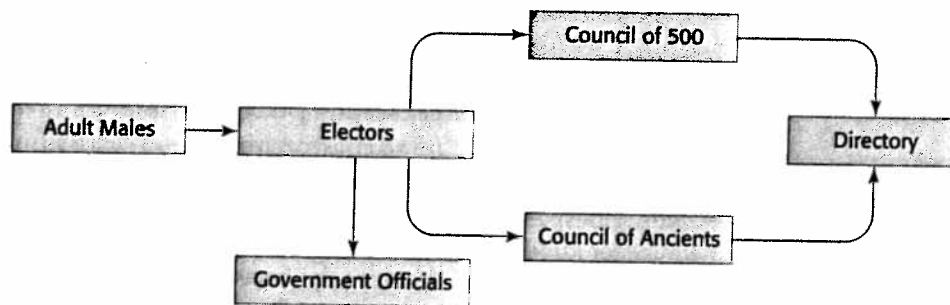 Adult Males
Electors
Council of 500
Council of Ancients
Government Officials
Directory